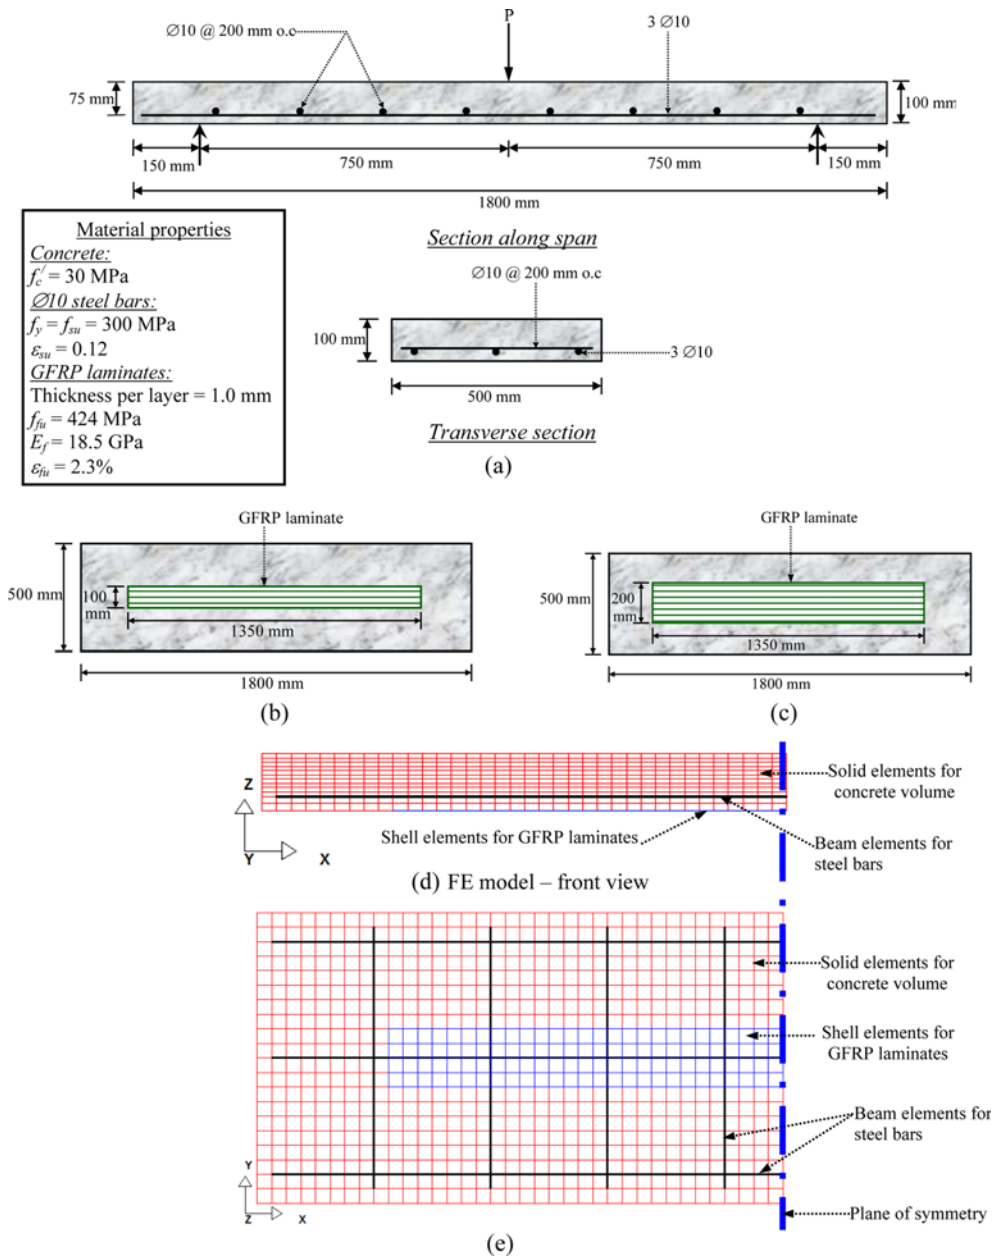 P
Ø10 @ 200 mm o.c
3 Ø10
75 mm
100 mm
150 mm
750 mm
750 mm
150 mm
1800 mm
Section along span
Material properties
Concrete:
f′c = 30 MPa
Ø10 steel bars:
fy = fsu = 300 MPa
εsu = 0.12
GFRP laminates:
Thickness per layer = 1.0 mm
ffu = 424 MPa
Ef = 18.5 GPa
εfu = 2.3%
Ø10 @ 200 mm o.c
100 mm
3 Ø10
500 mm
Transverse section
(a)
GFRP laminate
500 mm
100
mm
1350 mm
1800 mm
(b)
GFRP laminate
500 mm
200
mm
1350 mm
1800 mm
(c)
Z
Y
X
Solid elements for
concrete volume
Shell elements for GFRP laminates
Beam elements for
steel bars
(d) FE model – front view
Solid elements for
concrete volume
Shell elements for
GFRP laminates
Beam elements for
steel bars
Y
Z
X
Plane of symmetry
(e)